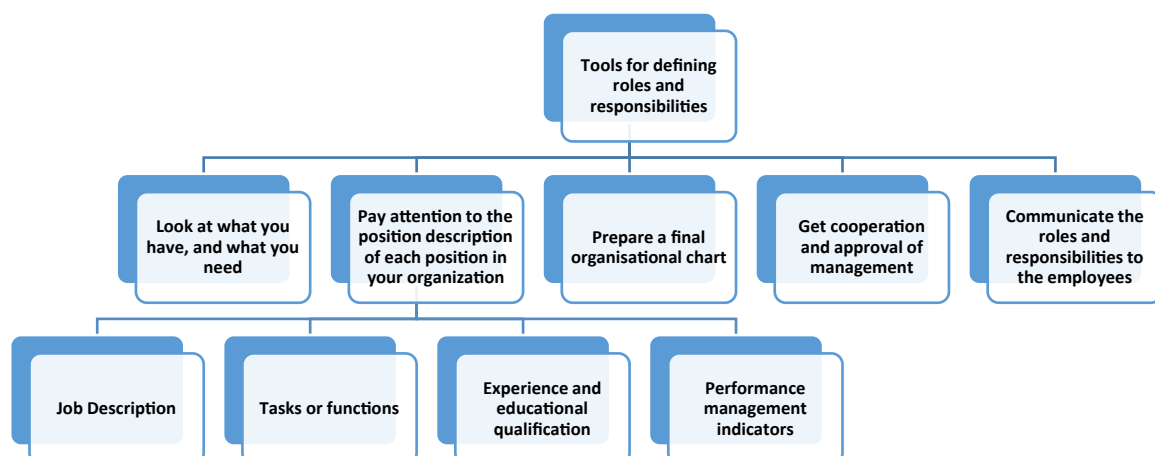 Tools for defining
roles and
responsibilities
Look at what you
have, and what you
need
Pay attention to the
position description
of each position in
your organization
Prepare a final
organisational chart
Get cooperation
and approval of
management
Communicate the
roles and
responsibilities to
the employees
Job Description
Tasks or functions
Experience and
educational
qualification
Performance
management
indicators